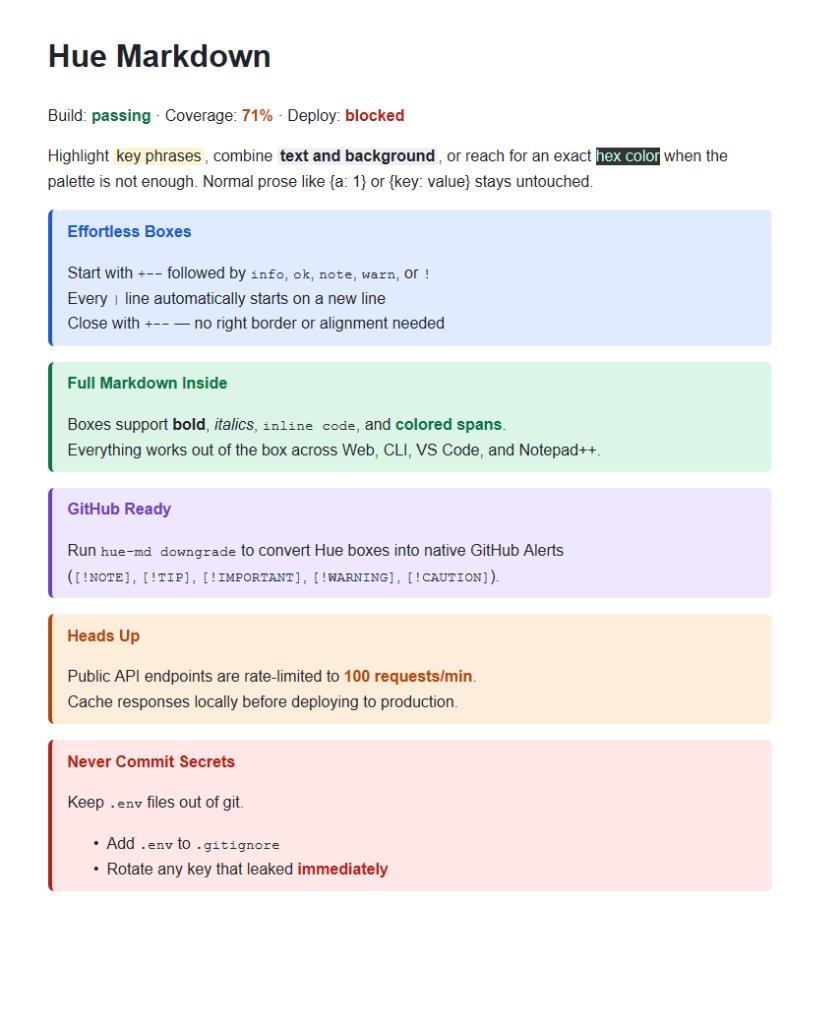 Hue Markdown
Build: passing · Coverage: 71% · Deploy: blocked
Highlight key phrases, combine text and background, or reach for an exact hex color when the
palette is not enough. Normal prose like {a: 1} or {key: value} stays untouched.
Effortless Boxes
Start with +-- followed by info, ok, note, warn, or !
Every | line automatically starts on a new line
Close with +-- — no right border or alignment needed
Full Markdown Inside
Boxes support bold, italics, inline code, and colored spans.
Everything works out of the box across Web, CLI, VS Code, and Notepad++.
GitHub Ready
Run hue-md downgrade to convert Hue boxes into native GitHub Alerts
([!NOTE], [!TIP], [!IMPORTANT], [!WARNING], [!CAUTION]).
Heads Up
Public API endpoints are rate-limited to 100 requests/min.
Cache responses locally before deploying to production.
Never Commit Secrets
Keep .env files out of git.
• Add .env to .gitignore
• Rotate any key that leaked immediately